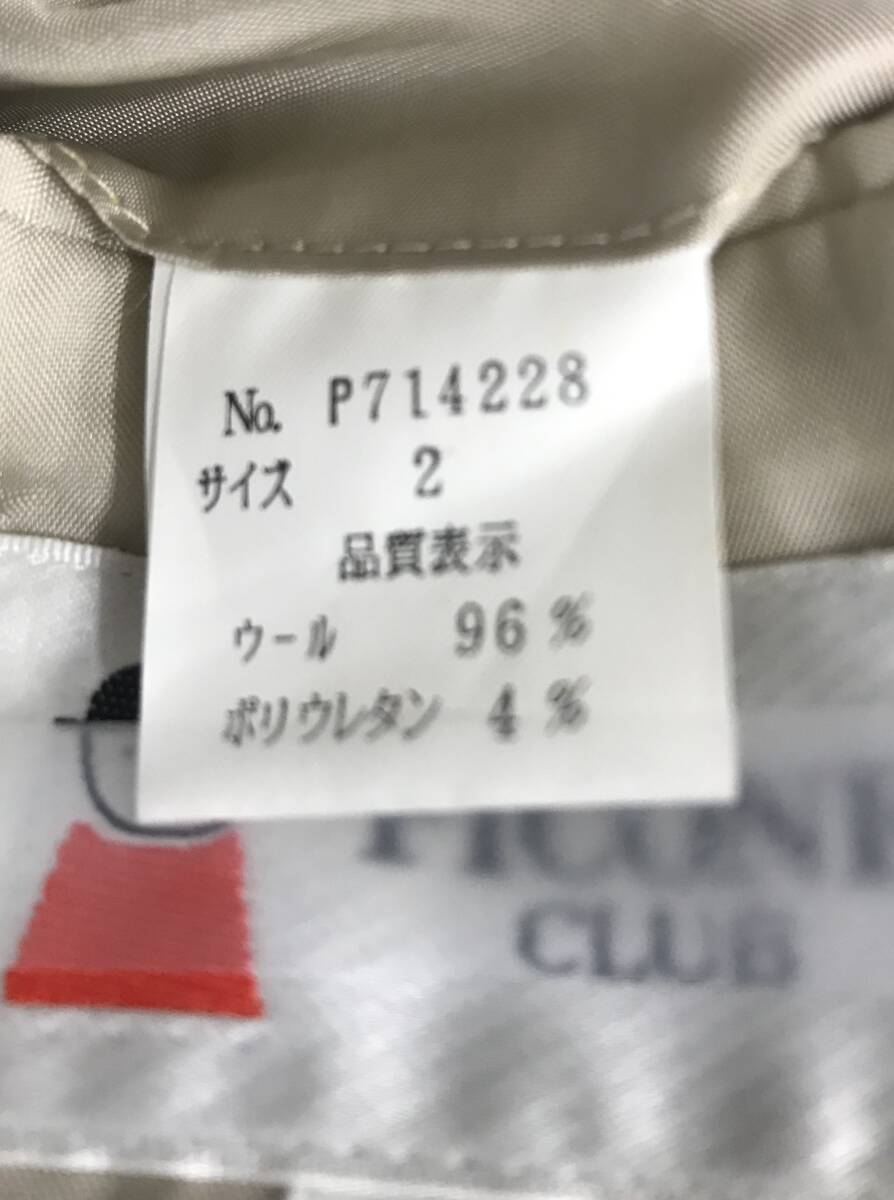 No. P714228
サイズ 2
品質表示
ウール 96%
ポリウレタン 4%
PICONE
CLUB